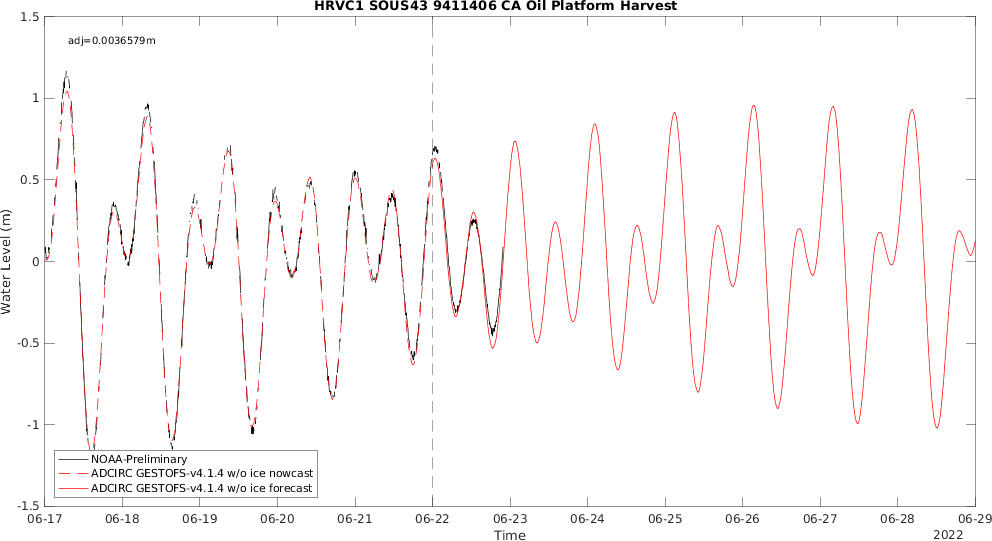 HRVC1 SOUS43 9411406 CA Oil Platform Harvest
1.5
adj=0.0036579m
1
0.5
0
-0.5
-1
-1.5
Water Level (m)
NOAA-Preliminary
ADCIRC GESTOFS-v4.1.4 w/o ice nowcast
ADCIRC GESTOFS-v4.1.4 w/o ice forecast
06-17 06-18 06-19 06-20 06-21 06-22 06-23 06-24 06-25 06-26 06-27 06-28 06-29
Time
2022